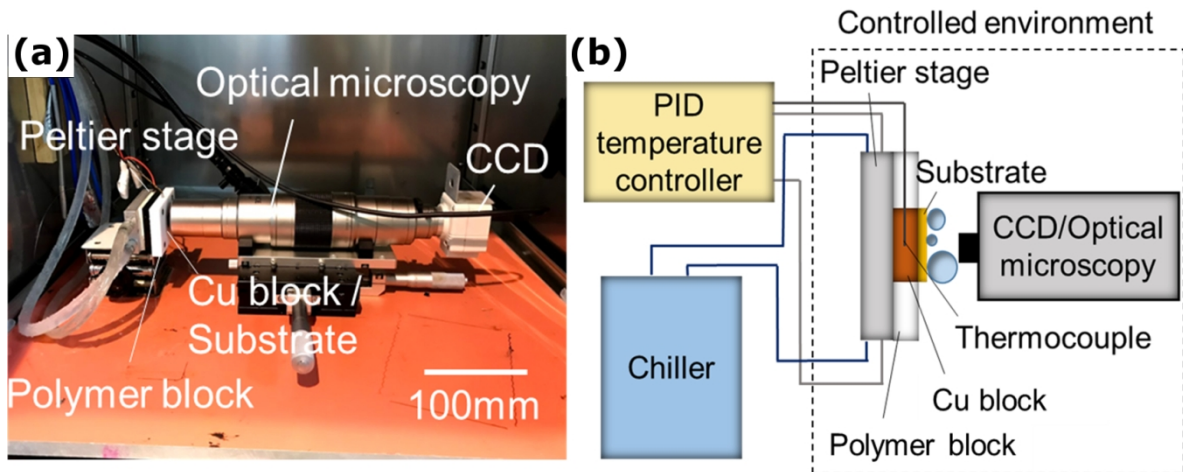 (a)
Optical microscopy
Peltier stage
CCD
Cu block /
Substrate
Polymer block
100mm
(b)
Controlled environment
Peltier stage
PID
temperature
controller
Substrate
CCD/Optical
microscopy
Thermocouple
Chiller
Cu block
Polymer block